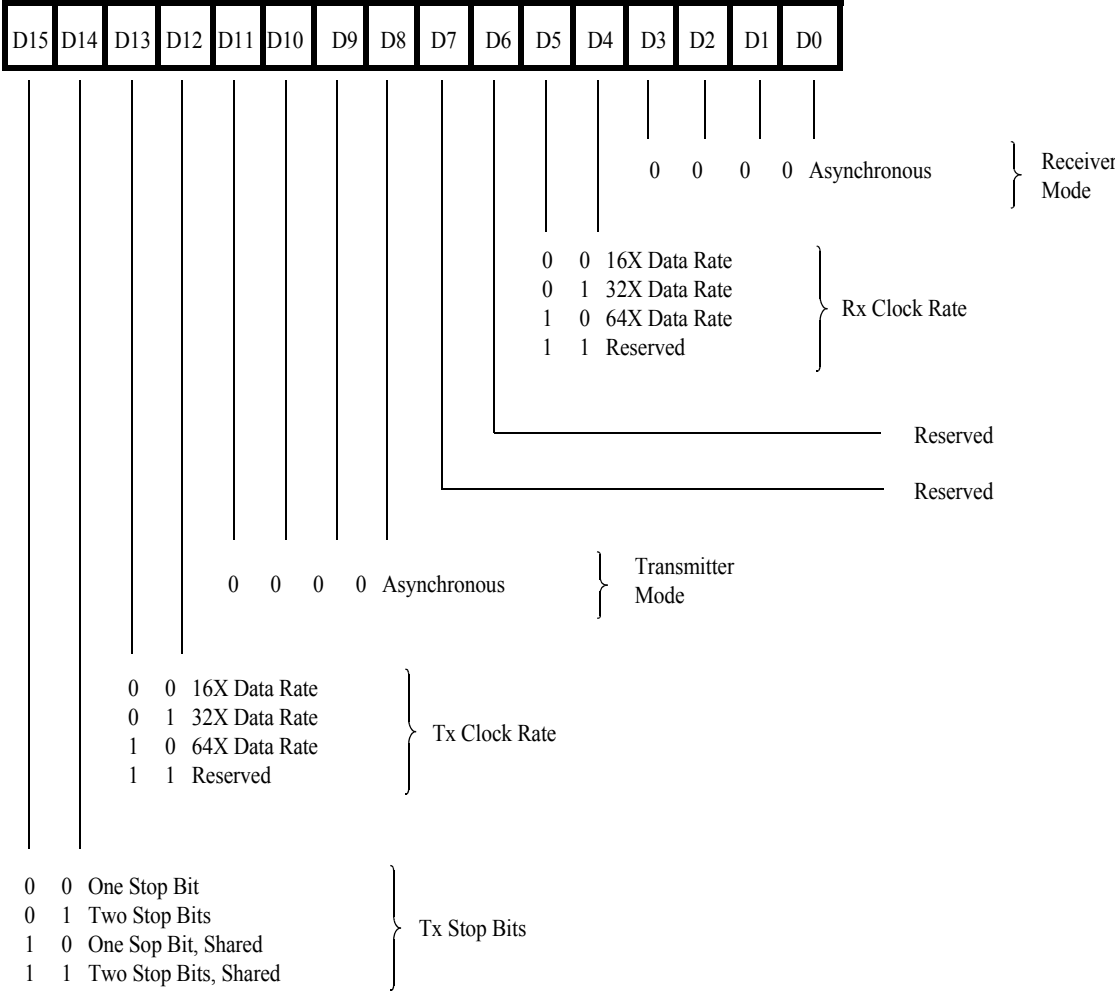 D15 D14 D13 D12 D11 D10 D9 D8 D7 D6 D5 D4 D3 D2 D1 D0
0 0 0 0 Asynchronous
Receiver
Mode
0 0 16X Data Rate
0 1 32X Data Rate
1 0 64X Data Rate
1 1 Reserved
Rx Clock Rate
Reserved
Reserved
0 0 0 0 Asynchronous
Transmitter
Mode
0 0 16X Data Rate
0 1 32X Data Rate
1 0 64X Data Rate
1 1 Reserved
Tx Clock Rate
0 0 One Stop Bit
0 1 Two Stop Bits
1 0 One Sop Bit, Shared
1 1 Two Stop Bits, Shared
Tx Stop Bits